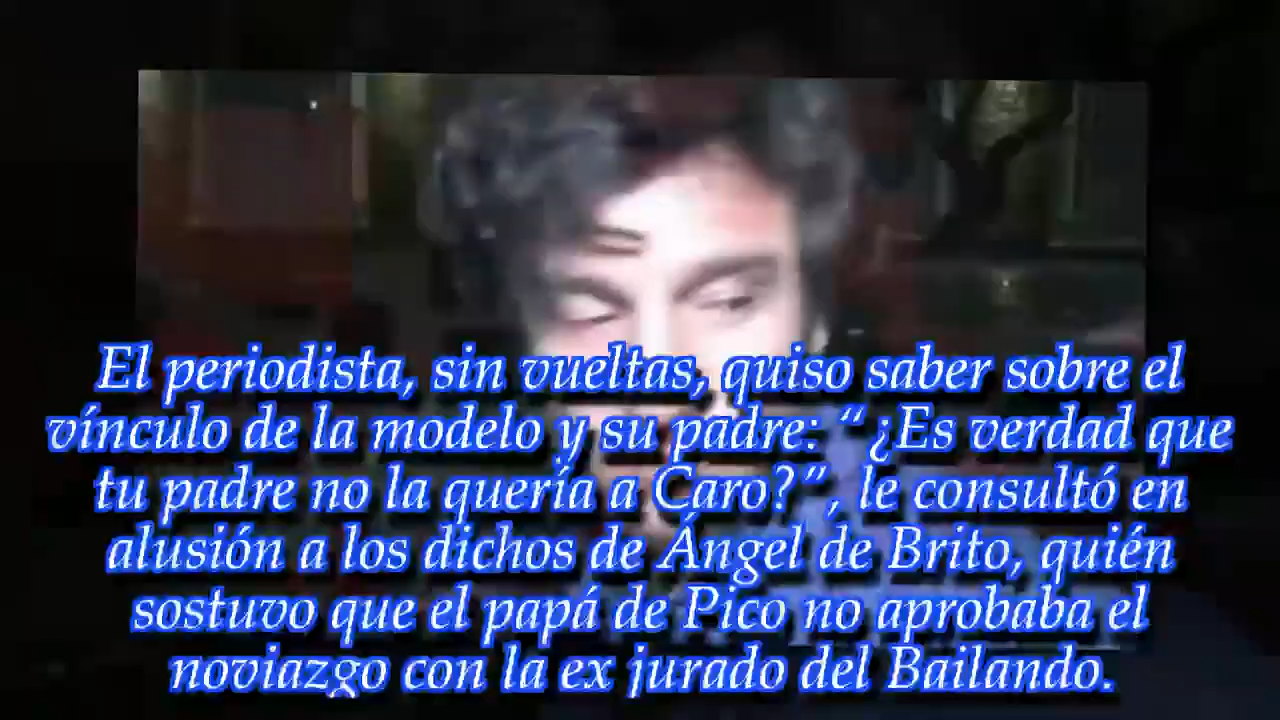 El periodista, sin vueltas, quiso saber sobre el
vínculo de la modelo y su padre: “¿Es verdad que
tu padre no la quería a Caro?”, le consultó en
alusión a los dichos de Ángel de Brito, quién
sostuvo que el papá de Pico no aprobaba el
noviazgo con la ex jurado del Bailando.